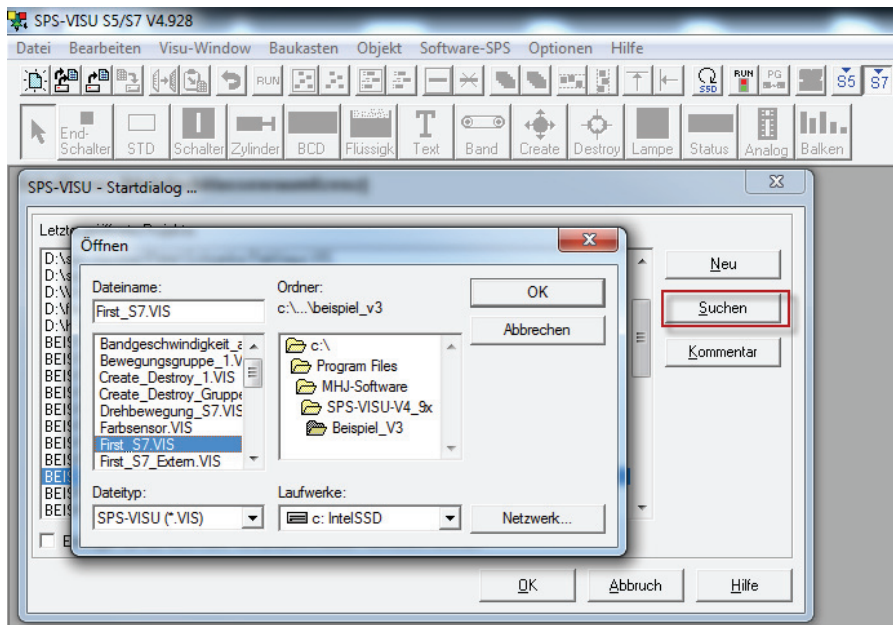 SPS-VISU S5/S7 V4.928
Datei Bearbeiten Visu-Window Baukasten Objekt Software-SPS Optionen Hilfe
RUN SSD RUN PG S5 S7
End-
Schalter STD Schalter Zylinder BCD Flüssigk Text Band Create Destroy Lampe Status Analog Balken
SPS-VISU - Startdialog ...
Öffnen
Neu
Suchen
Kommentar
Dateiname:
First_S7.VIS
Bandgeschwindigkeit_
Bewegungsgruppe_1.V
Create_Destroy_1.VIS
Create_Destroy_Gruppe
Drehbewegung_S7.VIS
Farbsensor.VIS
First_S7.VIS
First_S7_Extern.VIS
Ordner:
c:\...\beispiel_v3
c:\
Program Files
MHJ-Software
SPS-VISU-V4_9x
Beispiel_V3
OK
Abbrechen
Dateityp:
SPS-VISU (*.VIS)
Laufwerke:
c: IntelSSD
Netzwerk...
OK Abbruch Hilfe